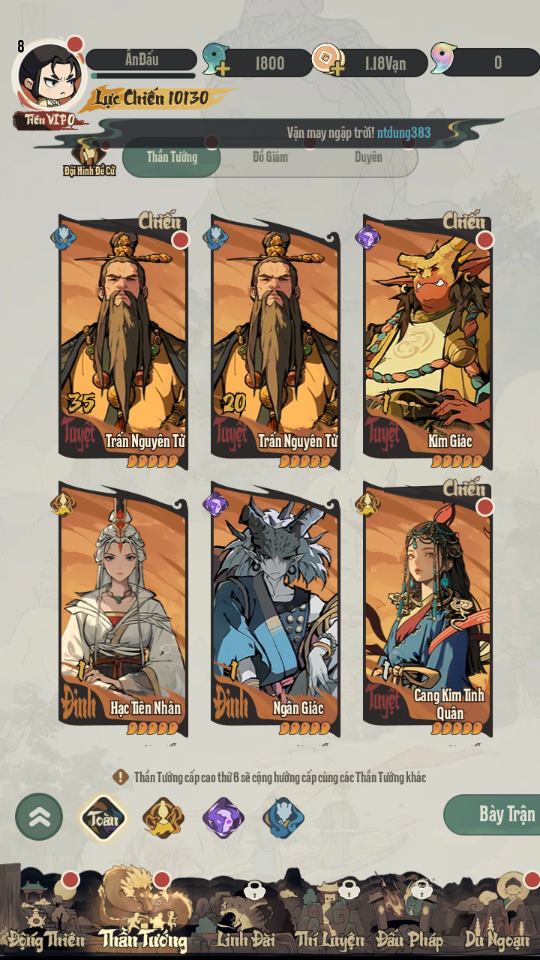 8
ÂnĐấu
1800
1.18Vạn
0
Tiên VIP 0
Lực Chiến 10130
Vận may ngập trời! ntdung383
Đội Hình Đề Cử
Thần Tướng
Đồ Giám
Duyên
Chiến
Chiến
35
20
1
Tuyệt
Trấn Nguyên Tử
Tuyệt
Trấn Nguyên Tử
Tuyệt
Kim Giác
Chiến
1
1
1
Đỉnh
Hạc Tiên Nhân
Đỉnh
Ngân Giác
Tuyệt
Cang Kim Tinh
Quân
Thần Tướng cấp cao thứ 6 sẽ cộng hưởng cấp cùng các Thần Tướng khác
Toàn
Bày Trận
Động Thiên
Thần Tướng
Linh Đài
Thí Luyện
Đấu Pháp
Du Ngoạn